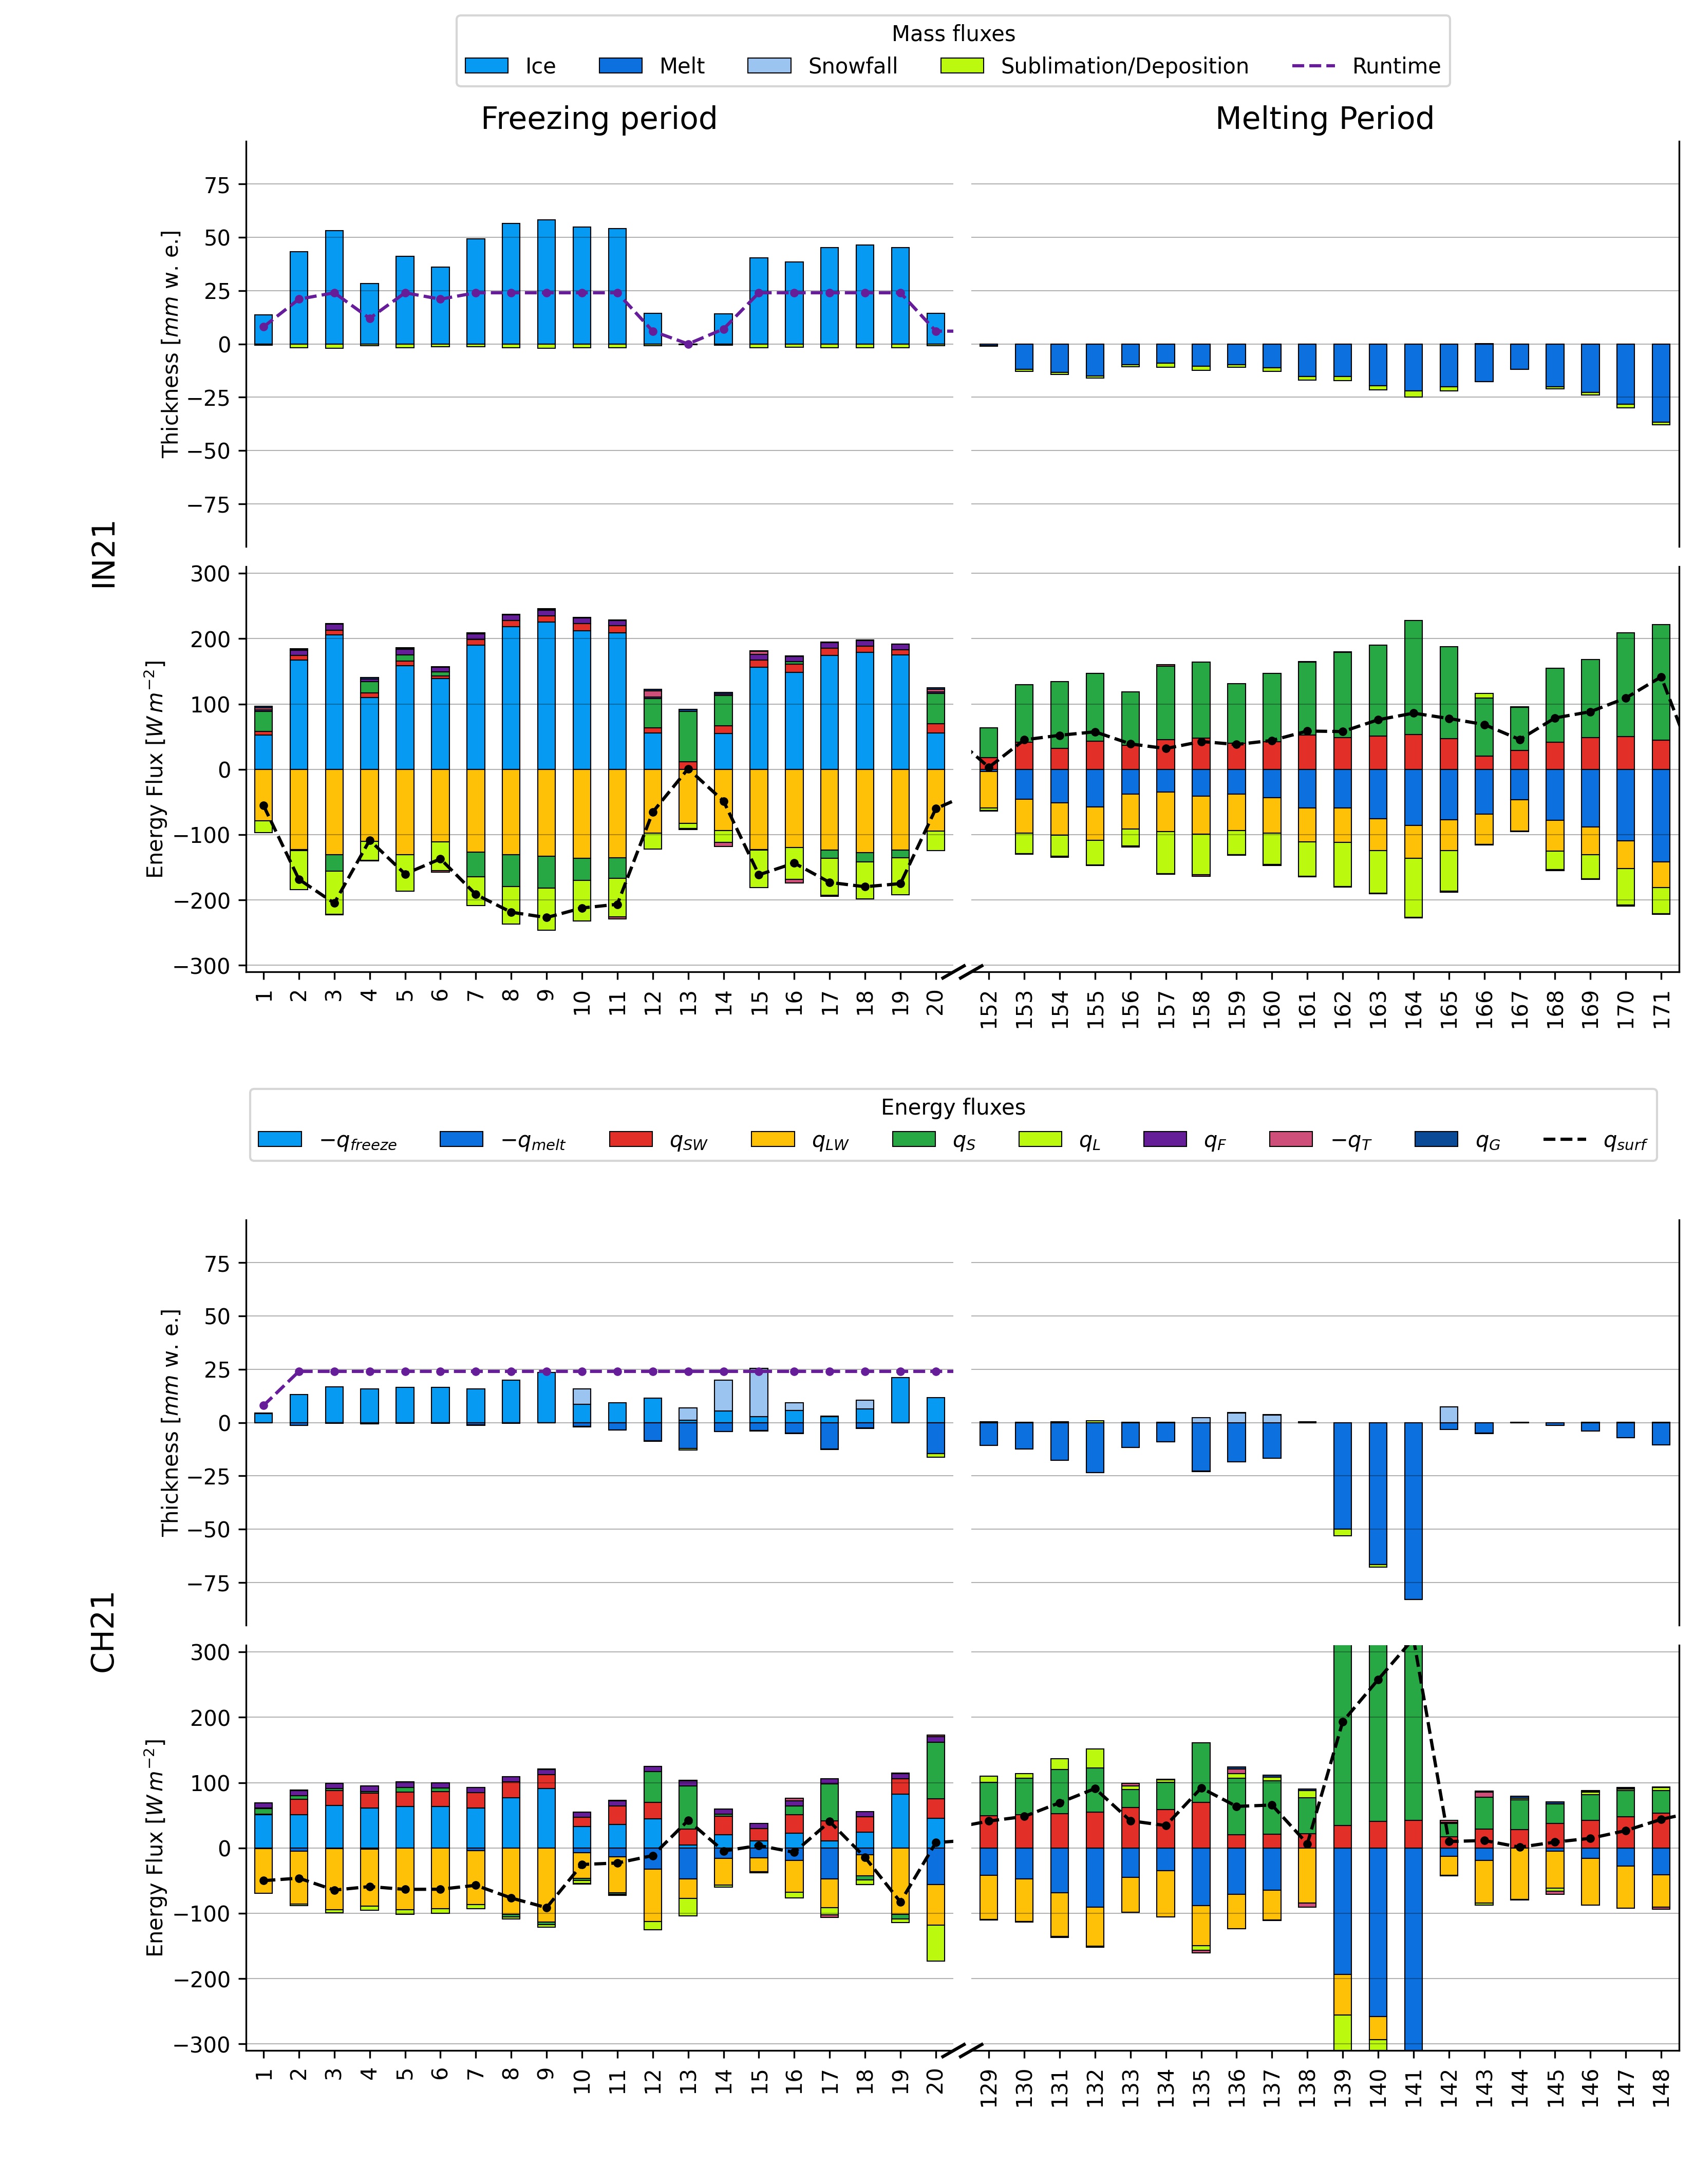 Mass fluxes
Ice Melt Snowfall Sublimation/Deposition Runtime
Freezing period Melting Period
IN21
Thickness [mm w. e.]
75
50
25
0
−25
−50
−75
Energy Flux [Wm−2]
300
200
100
0
−100
−200
−300
1 2 3 4 5 6 7 8 9 10 11 12 13 14 15 16 17 18 19 20 152 153 154 155 156 157 158 159 160 161 162 163 164 165 166 167 168 169 170 171
Energy fluxes
−qfreeze −qmelt qSW qLW qS qL qF −qT qG qsurf
CH21
Thickness [mm w. e.]
75
50
25
0
−25
−50
−75
Energy Flux [Wm−2]
300
200
100
0
−100
−200
−300
1 2 3 4 5 6 7 8 9 10 11 12 13 14 15 16 17 18 19 20 129 130 131 132 133 134 135 136 137 138 139 140 141 142 143 144 145 146 147 148